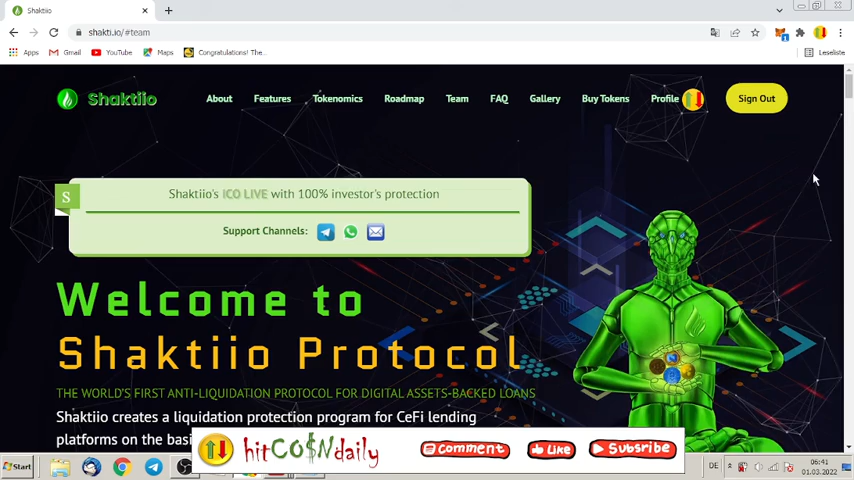 Shaktiio
shakti.io/#team
Apps
Gmail
YouTube
Maps
Congratulations! The...
Leseliste
Shaktiio
About
Features
Tokenomics
Roadmap
Team
FAQ
Gallery
Buy Tokens
Profile
Sign Out
S
Shaktiio's ICO LIVE with 100% investor's protection
Support Channels:
Welcome to
Shaktiio Protocol
THE WORLD'S FIRST ANTI-LIQUIDATION PROTOCOL FOR DIGITAL ASSETS-BACKED LOANS
Shaktiio creates a liquidation protection program for CeFi lending
platforms on the basi
hitCO$Ndaily
Comment
Like
Subsribe
Start
DE
06:41
01.03.2022